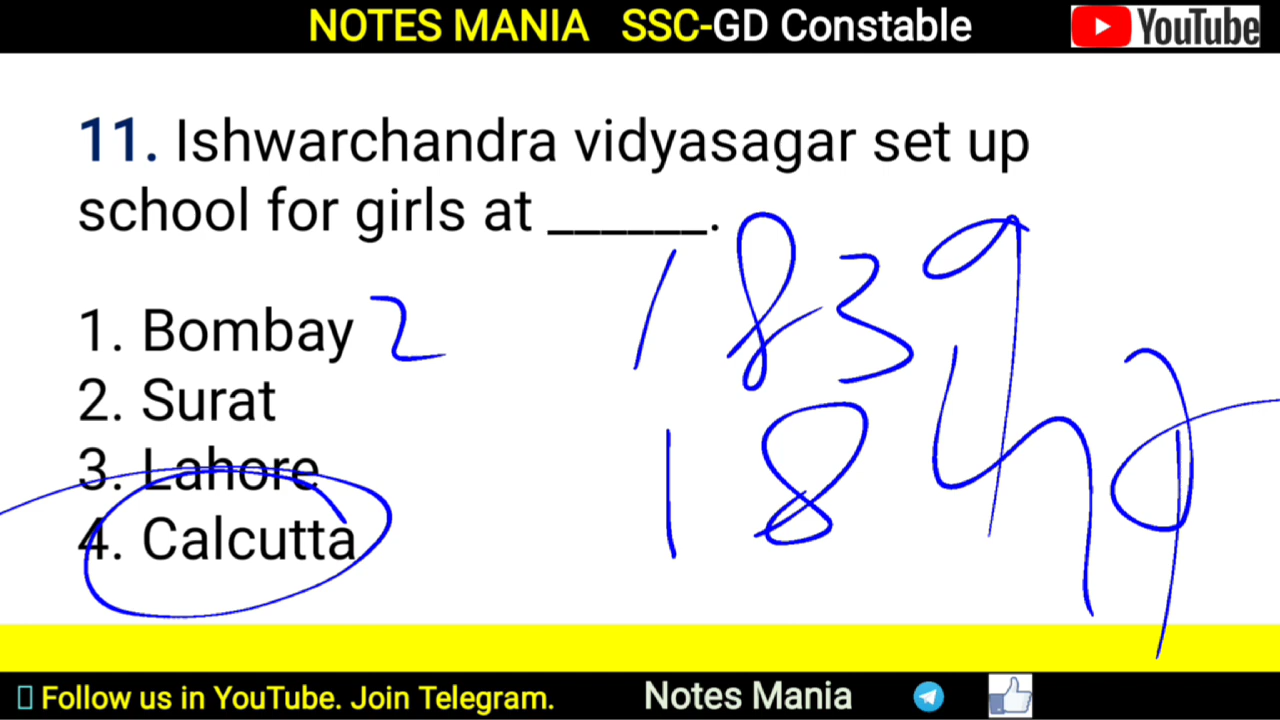 NOTES MANIA SSC-GD Constable YouTube
11. Ishwarchandra vidyasagar set up
school for girls at ______.
1839
1. Bombay 2
2. Surat
3. Lahore
4. Calcutta
Follow us in YouTube. Join Telegram. Notes Mania